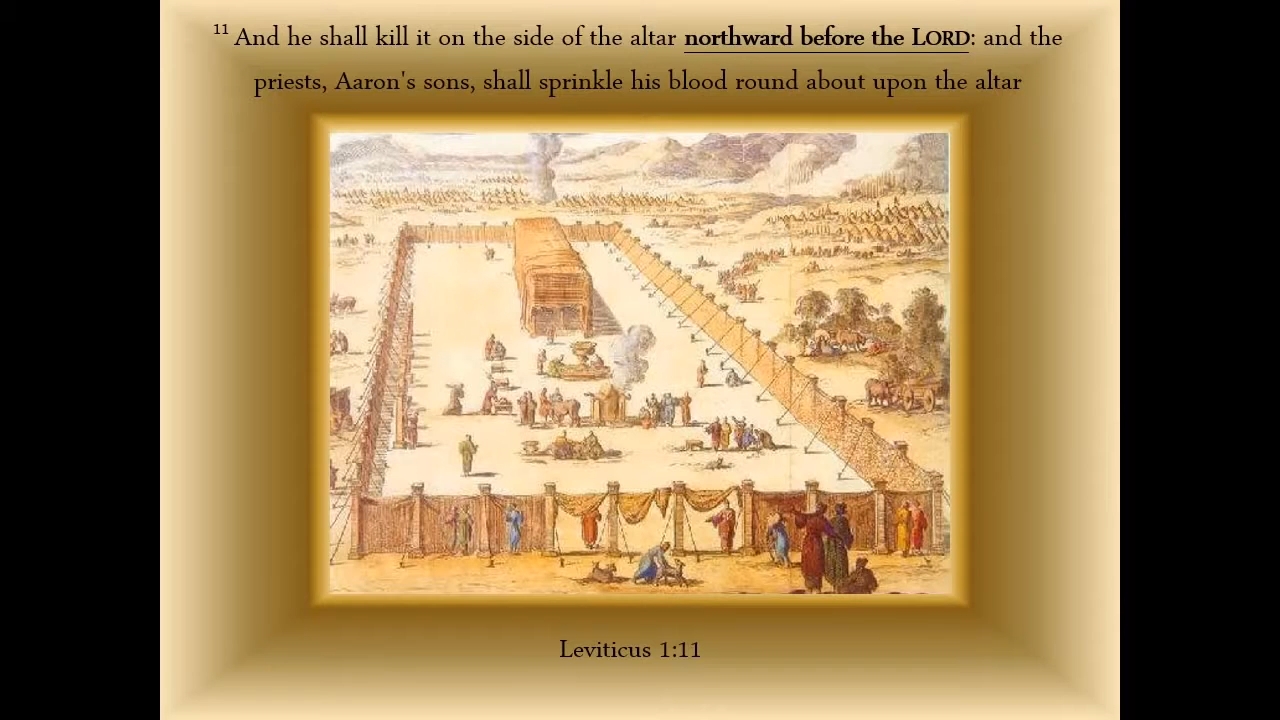 11 And he shall kill it on the side of the altar northward before the LORD: and the
priests, Aaron's sons, shall sprinkle his blood round about upon the altar
Leviticus 1:11